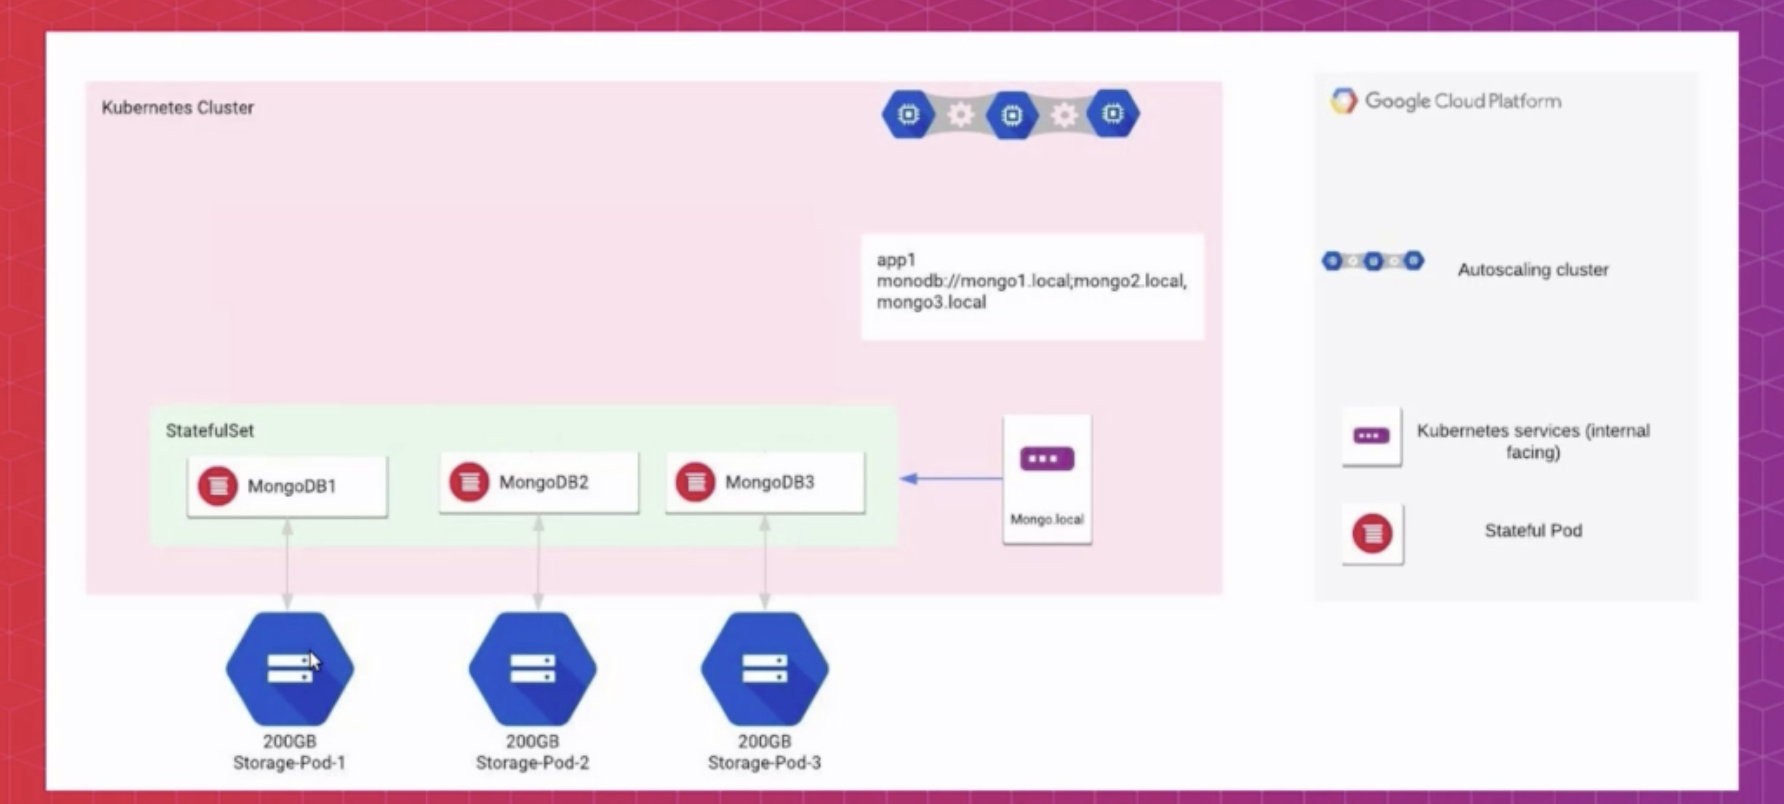 Kubernetes Cluster
Google Cloud Platform
app1
monodb://mongo1.local;mongo2.local,
mongo3.local
Autoscaling cluster
StatefulSet
MongoDB1
MongoDB2
MongoDB3
Mongo.local
Kubernetes services (internal
facing)
Stateful Pod
200GB
Storage-Pod-1
200GB
Storage-Pod-2
200GB
Storage-Pod-3